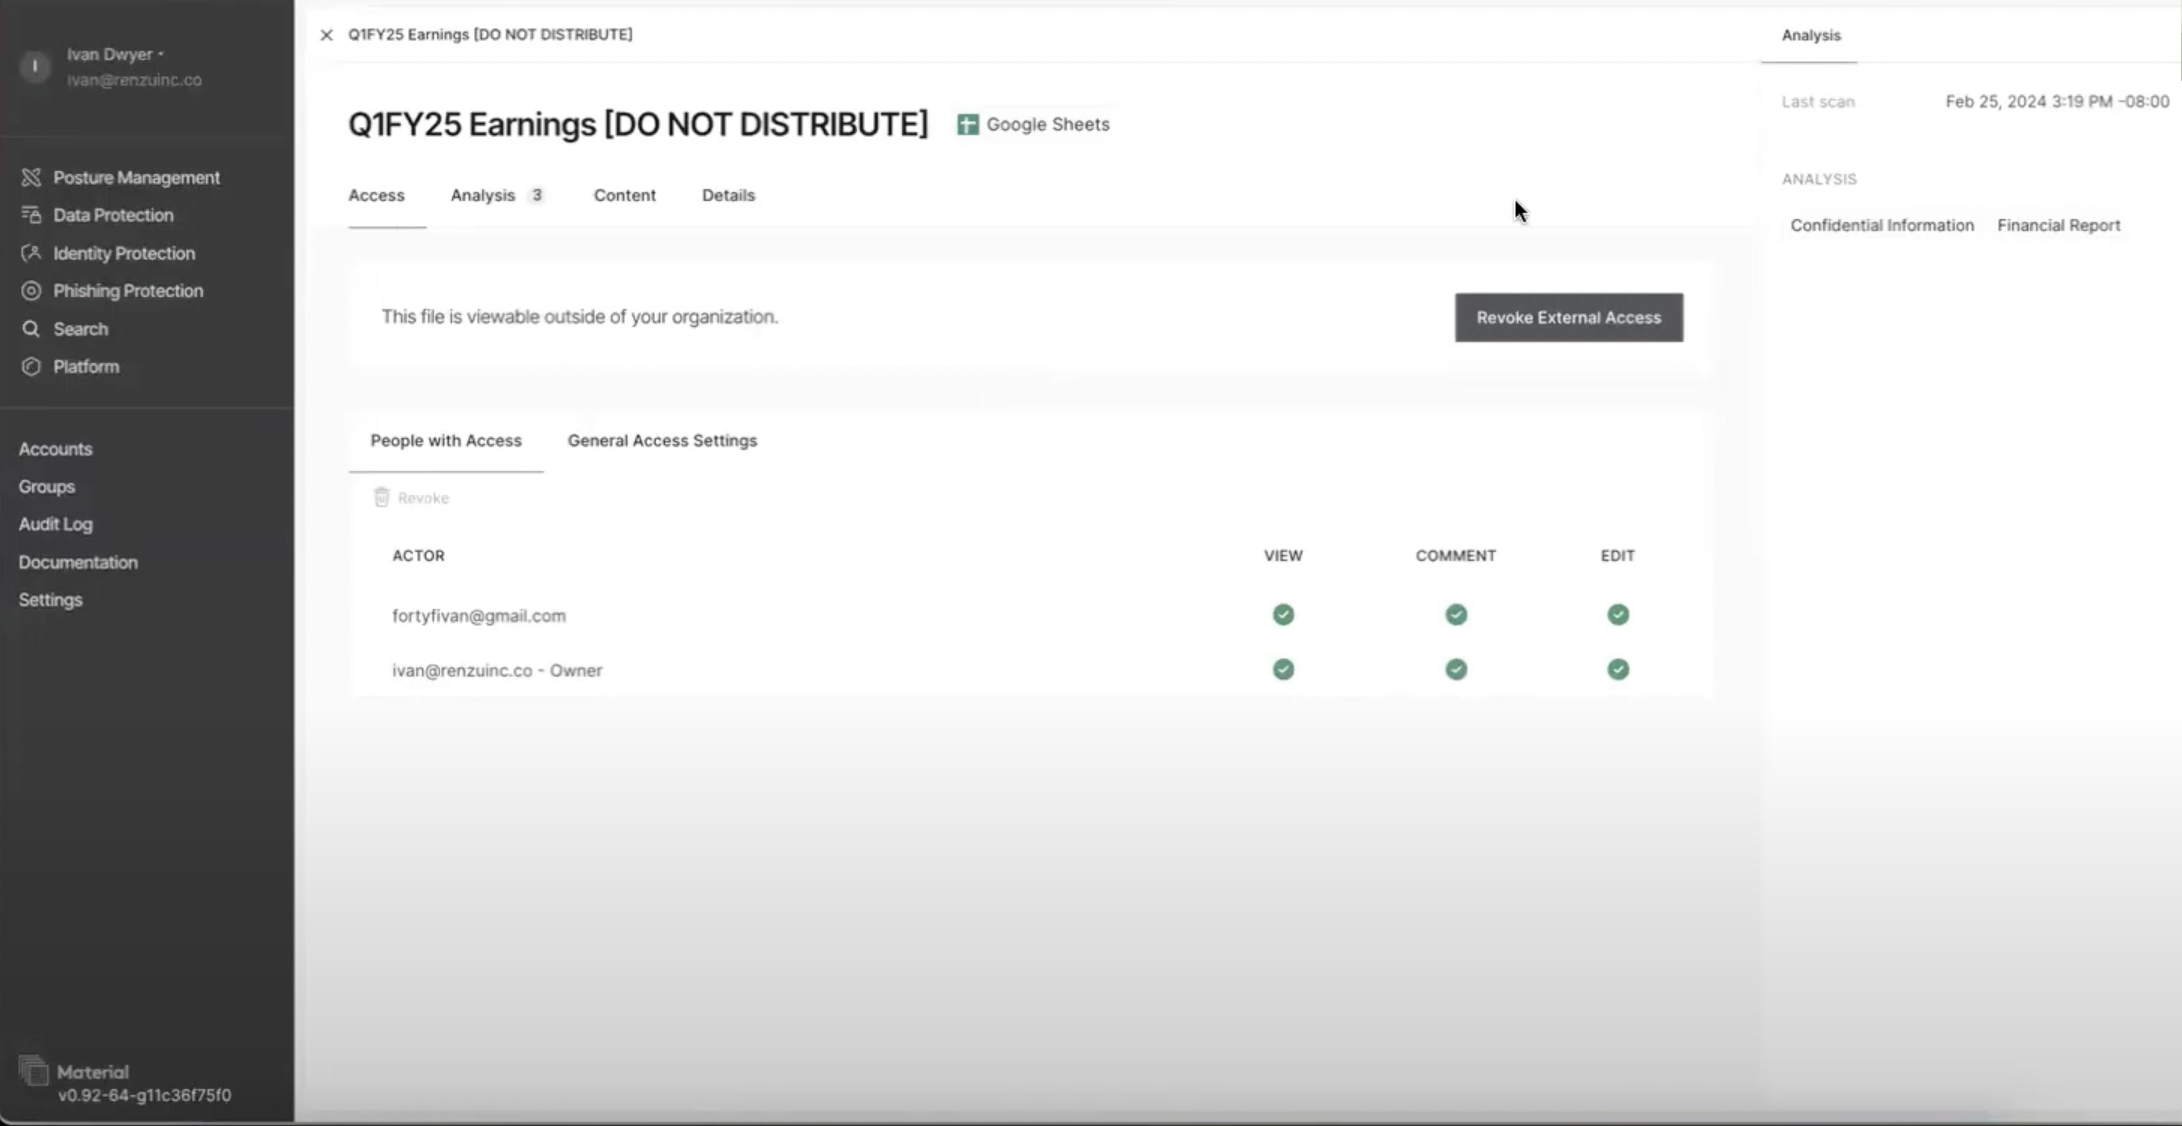 Ivan Dwyer
ivan@renzuinc.co
I
Posture Management
Data Protection
Identity Protection
Phishing Protection
Search
Platform
Accounts
Groups
Audit Log
Documentation
Settings
Material
v0.92-64-g11c36f75f0
Q1FY25 Earnings [DO NOT DISTRIBUTE]
Q1FY25 Earnings [DO NOT DISTRIBUTE] Google Sheets
Access Analysis 3 Content Details
This file is viewable outside of your organization. Revoke External Access
People with Access General Access Settings
Revoke
ACTOR VIEW COMMENT EDIT
fortyfivan@gmail.com
ivan@renzuinc.co - Owner
Analysis
Last scan Feb 25, 2024 3:19 PM -08:00
ANALYSIS
Confidential Information Financial Report